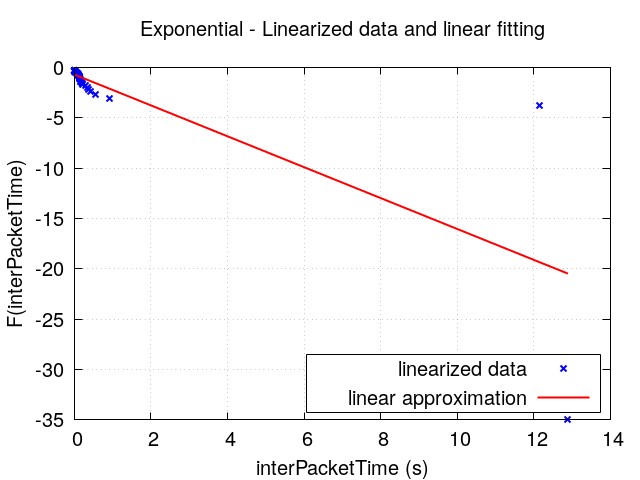 Exponential - Linearized data and linear fitting
0
-5
-10
-15
-20
-25
-30
-35
F(interPacketTime)
linearized data
linear approximation
0 2 4 6 8 10 12 14
interPacketTime (s)